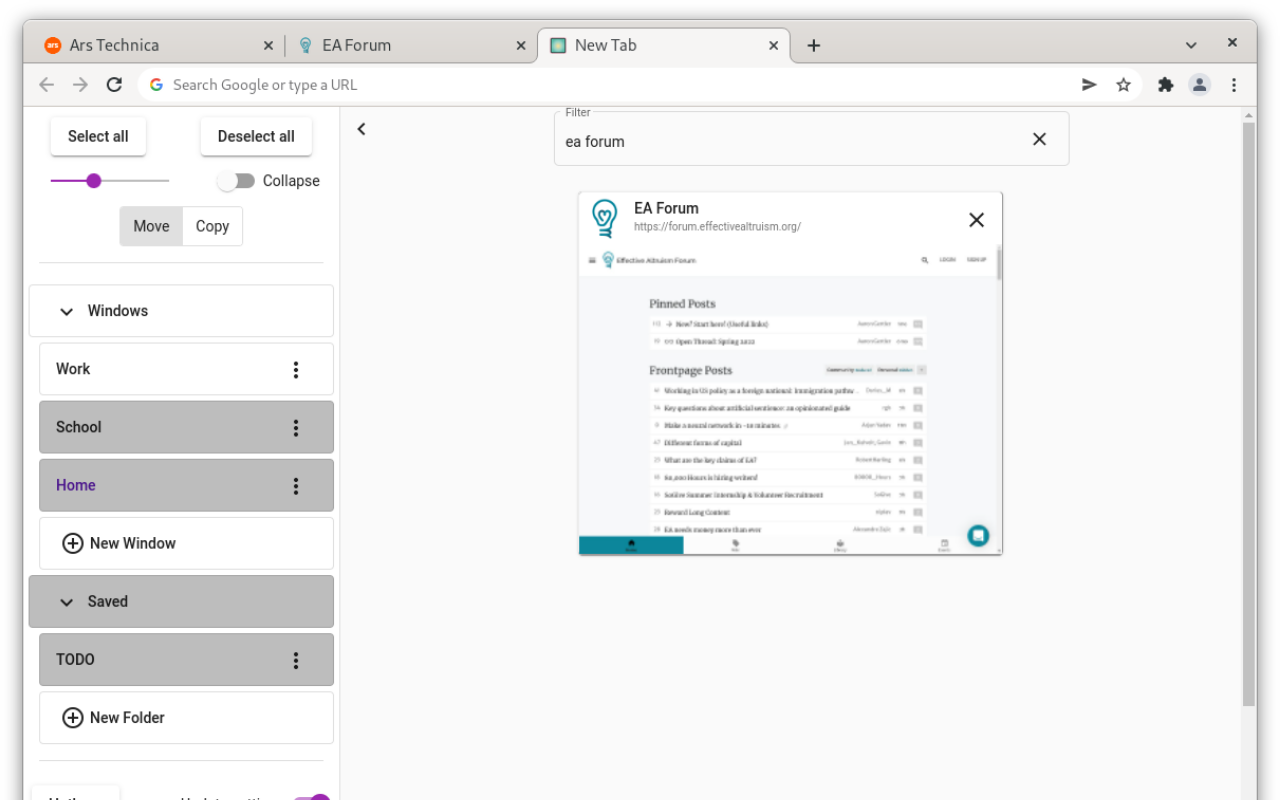 ars Ars Technica
EA Forum
New Tab
Search Google or type a URL
Select all
Deselect all
Collapse
Move
Copy
Windows
Work
School
Home
New Window
Saved
TODO
New Folder
Filter
ea forum
EA Forum
https://forum.effectivealtruism.org/
Effective Altruism Forum
LOGIN SIGN UP
Pinned Posts
New? Start here! (Useful links)
Open Thread: Spring 2022
Frontpage Posts
Working in US policy as a foreign national: immigration pathw...
Key questions about artificial sentience: an opinionated guide
Make a neural network in ~10 minutes
Different forms of capital
What are the key claims of EA?
80,000 Hours is hiring writers!
SoGive Summer Internship & Volunteer Recruitment
Reward Long Content
EA needs money more than ever